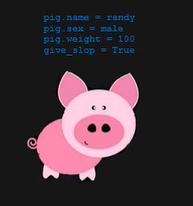 pig.name = randy
pig.sex = male
pig.weight = 100
give_slop = True